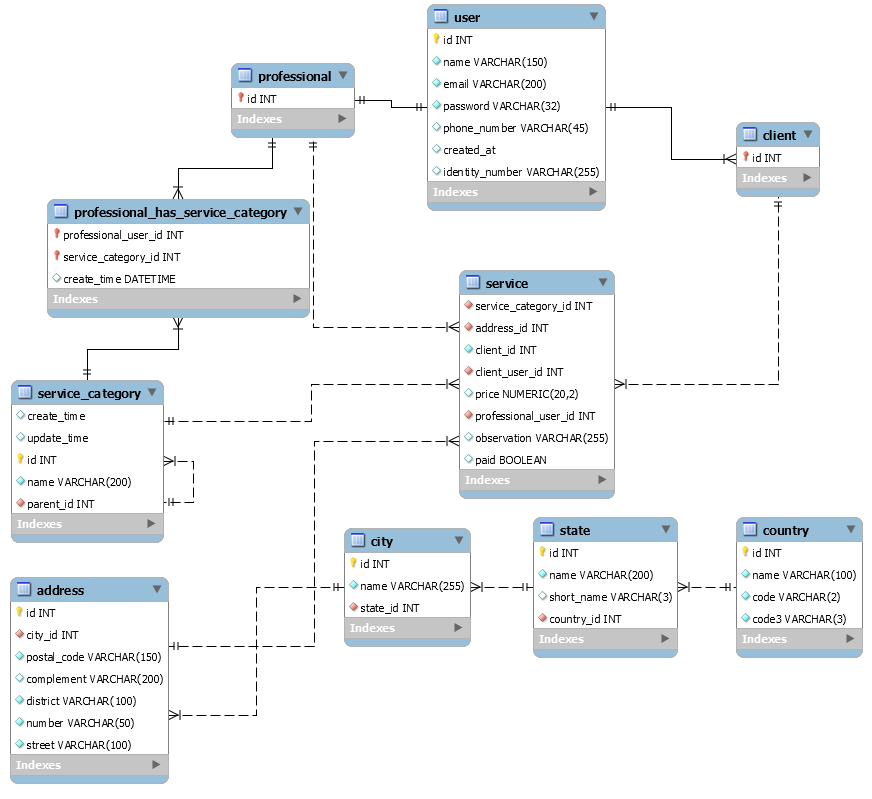 user
id INT
name VARCHAR(150)
email VARCHAR(200)
password VARCHAR(32)
phone_number VARCHAR(45)
created_at
identity_number VARCHAR(255)
Indexes
professional
id INT
Indexes
client
id INT
Indexes
professional_has_service_category
professional_user_id INT
service_category_id INT
create_time DATETIME
Indexes
service
service_category_id INT
address_id INT
client_id INT
client_user_id INT
price NUMERIC(20,2)
professional_user_id INT
observation VARCHAR(255)
paid BOOLEAN
Indexes
service_category
create_time
update_time
id INT
name VARCHAR(200)
parent_id INT
Indexes
city
id INT
name VARCHAR(255)
state_id INT
Indexes
state
id INT
name VARCHAR(200)
short_name VARCHAR(3)
country_id INT
Indexes
country
id INT
name VARCHAR(100)
code VARCHAR(2)
code3 VARCHAR(3)
Indexes
address
id INT
city_id INT
postal_code VARCHAR(150)
complement VARCHAR(200)
district VARCHAR(100)
number VARCHAR(50)
street VARCHAR(100)
Indexes